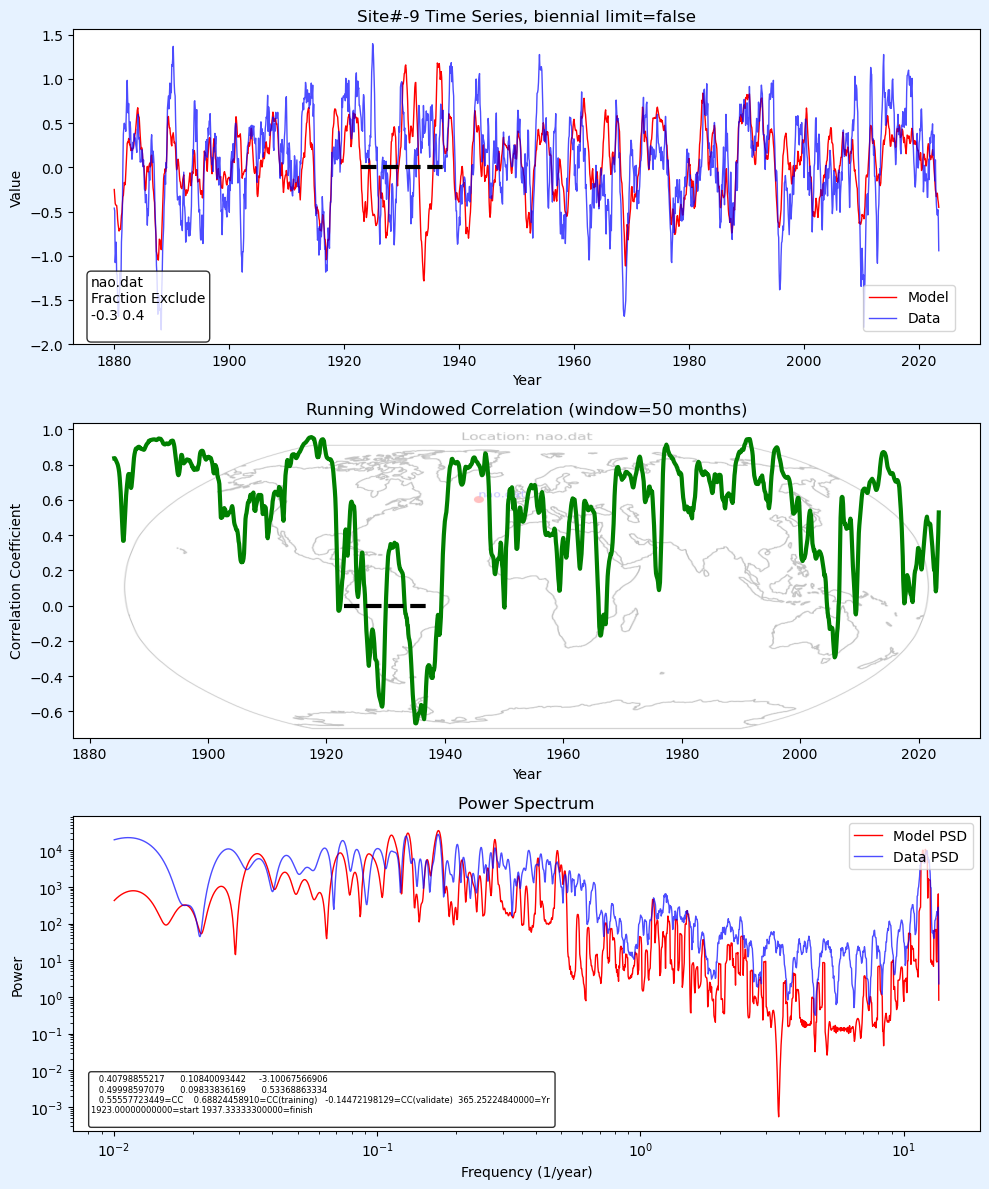 Site#-9 Time Series, biennial limit=false
1.5
1.0
0.5
0.0
−0.5
−1.0
−1.5
−2.0
Value
nao.dat
Fraction Exclude
-0.3 0.4
Model
Data
1880 1900 1920 1940 1960 1980 2000 2020
Year
Running Windowed Correlation (window=50 months)
Location: nao.dat
1.0
0.8
0.6
0.4
0.2
0.0
−0.2
−0.4
−0.6
Correlation Coefficient
1880 1900 1920 1940 1960 1980 2000 2020
Year
Power Spectrum
Model PSD
Data PSD
10^4
10^3
10^2
10^1
10^0
10^−1
10^−2
10^−3
Power
0.40798855217 0.10840093442 -3.10067566906
0.49998597079 0.09833836169 0.53368863334
0.55557723449=CC 0.68824458910=CC(training) -0.14472198129=CC(validate) 365.25224840000=Yr
1923.00000000000=start 1937.33333300000=finish
10^−2 10^−1 10^0 10^1
Frequency (1/year)